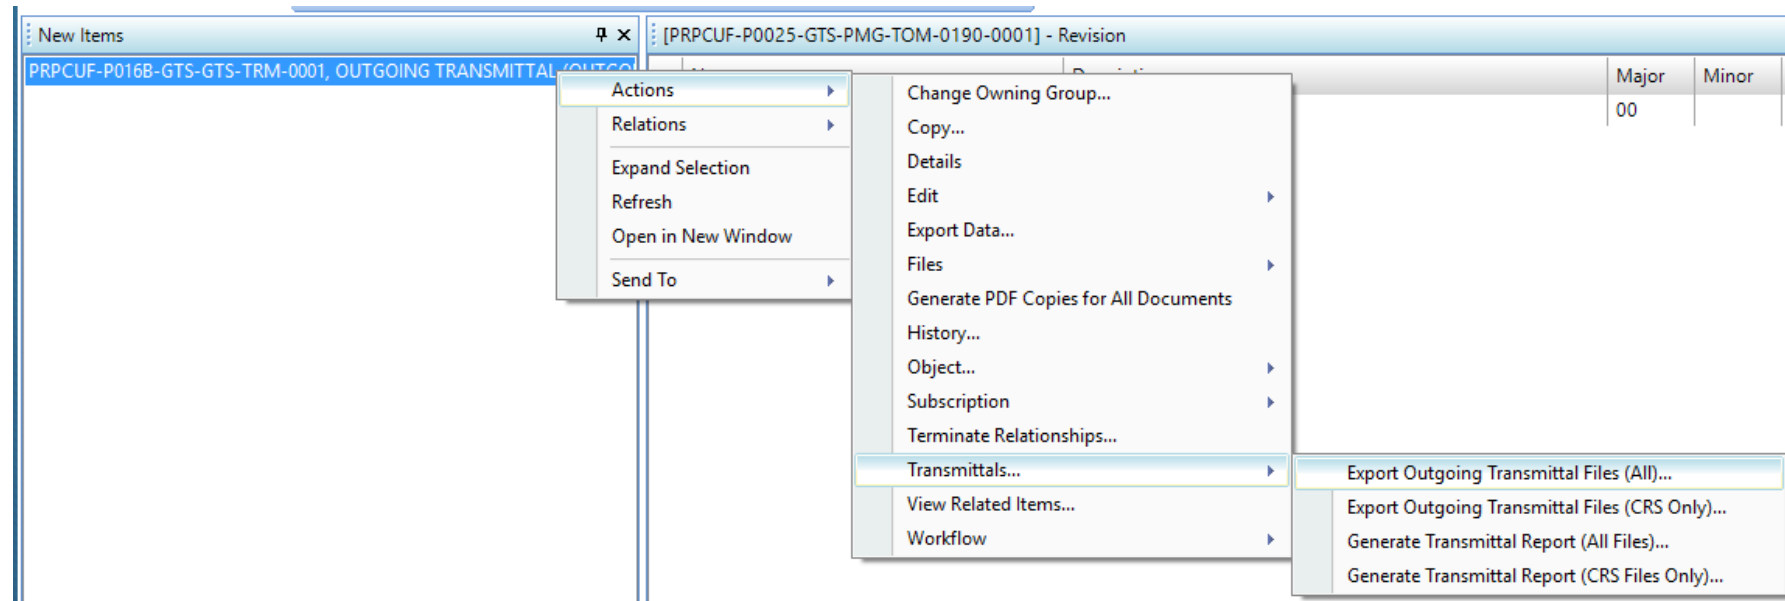 New Items
[PRPCUF-P0025-GTS-PMG-TOM-0190-0001] - Revision
PRPCUF-P016B-GTS-GTS-TRM-0001, OUTGOING TRANSMITTAL
Major Minor
00
Actions
Relations
Expand Selection
Refresh
Open in New Window
Send To
Change Owning Group...
Copy...
Details
Edit
Export Data...
Files
Generate PDF Copies for All Documents
History...
Object...
Subscription
Terminate Relationships...
Transmittals...
View Related Items...
Workflow
Export Outgoing Transmittal Files (All)...
Export Outgoing Transmittal Files (CRS Only)...
Generate Transmittal Report (All Files)...
Generate Transmittal Report (CRS Files Only)...